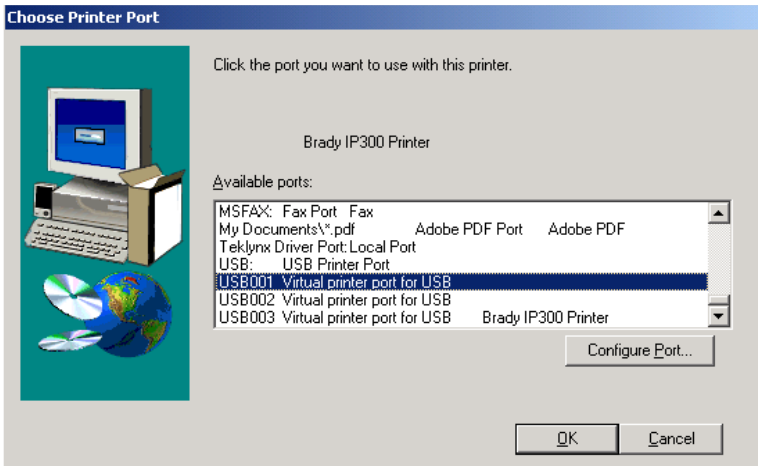 Choose Printer Port
Click the port you want to use with this printer.
Brady IP300 Printer
Available ports:
MSFAX: Fax Port Fax
My Documents\*.pdf Adobe PDF Port Adobe PDF
Teklynx Driver Port: Local Port
USB: USB Printer Port
USB001 Virtual printer port for USB
USB002 Virtual printer port for USB
USB003 Virtual printer port for USB Brady IP300 Printer
Configure Port...
OK Cancel